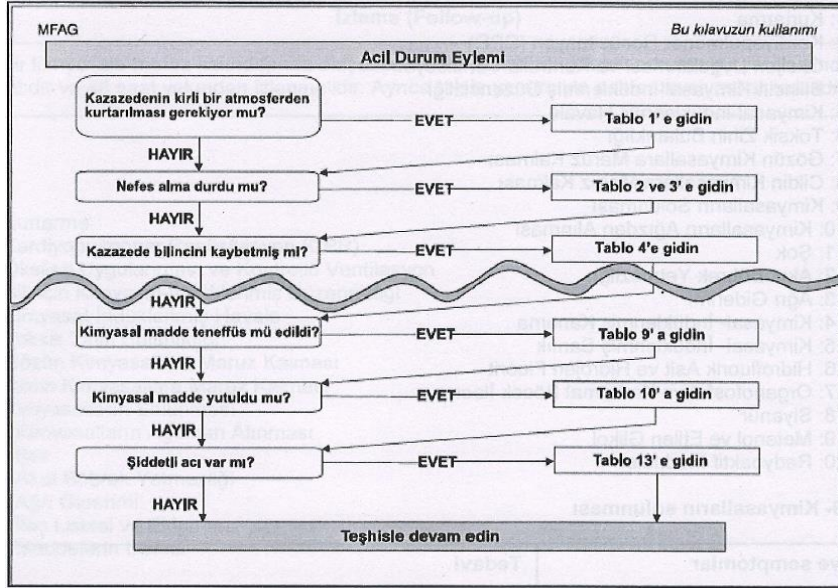 MFAG
Bu kılavuzun kullanımı
Acil Durum Eylemi
Kazazedenin kirli bir atmosferden
kurtarılması gerekiyor mu?
EVET
Tablo 1'e gidin
HAYIR
Nefes alma durdu mu?
EVET
Tablo 2 ve 3' e gidin
HAYIR
Kazazede bilincini kaybetmiş mi?
EVET
Tablo 4'e gidin
HAYIR
Kimyasal madde teneffüs mü edildi?
EVET
Tablo 9' a gidin
HAYIR
Kimyasal madde yutuldu mu?
EVET
Tablo 10' a gidin
HAYIR
Şiddetli acı var mı?
EVET
Tablo 13' e gidin
HAYIR
Teşhisle devam edin